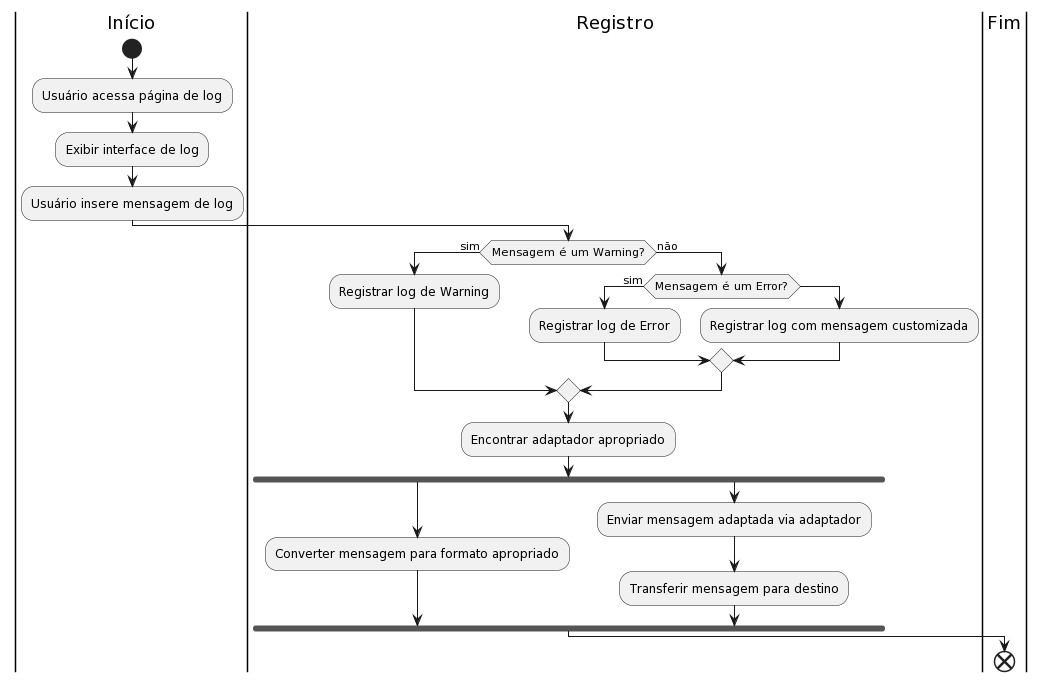 Início
Registro
Fim
Usuário acessa página de log
Exibir interface de log
Usuário insere mensagem de log
sim
Mensagem é um Warning?
não
Registrar log de Warning
sim
Mensagem é um Error?
Registrar log de Error
Registrar log com mensagem customizada
Encontrar adaptador apropriado
Enviar mensagem adaptada via adaptador
Converter mensagem para formato apropriado
Transferir mensagem para destino